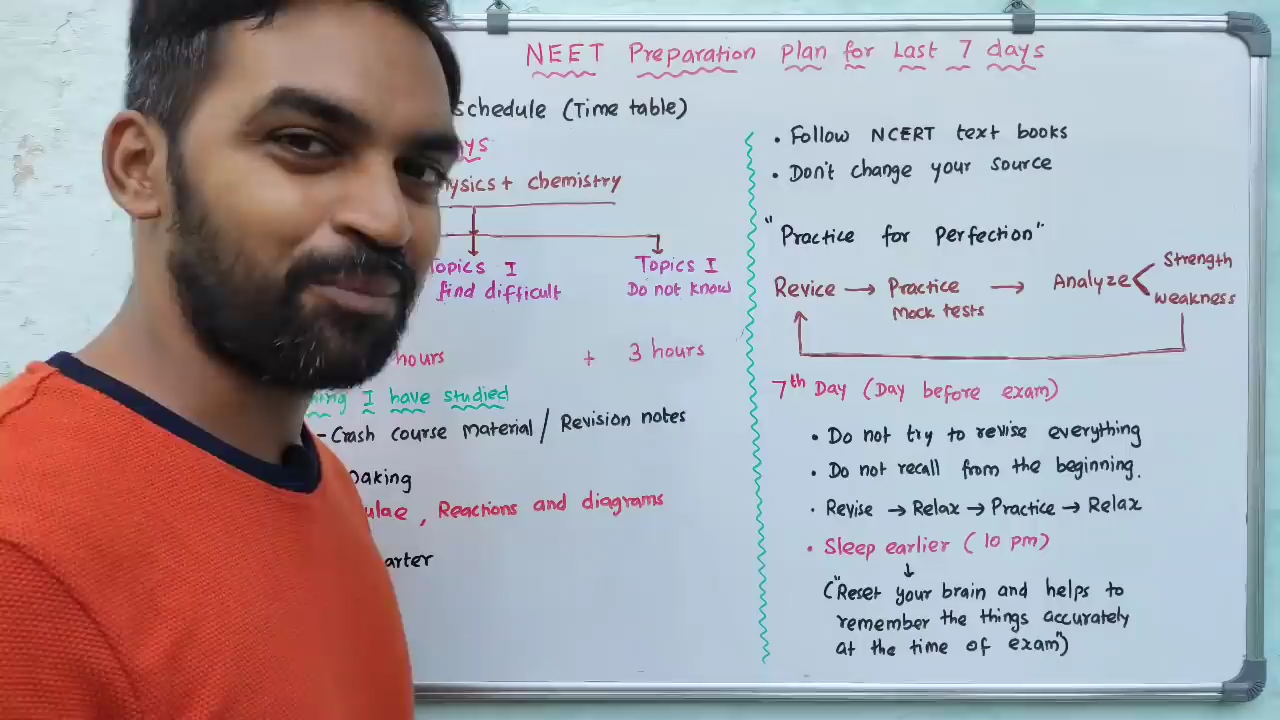 NEET Preparation Plan for Last 7 days
schedule (Time table)
+ chemistry
Topics I
find difficult
Topics I
Do not know
hours
+ 3 hours
I have studied
- Crash course material / Revision notes
, Reactions and diagrams
• Follow NCERT text books
• Don't change your source
"Practice for perfection"
Revice → Practice → Analyze
Mock tests
Strength
weakness
7th Day (Day before exam)
• Do not try to revise everything
• Do not recall from the beginning.
• Revise → Relax → Practice → Relax
• Sleep earlier (10 pm)
↓
("Reset your brain and helps to
remember the things accurately
at the time of exam")